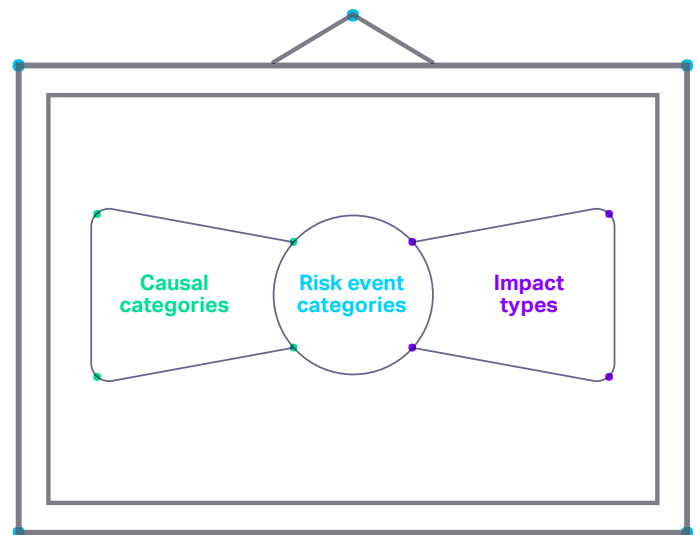 Causal
categories
Risk event
categories
Impact
types